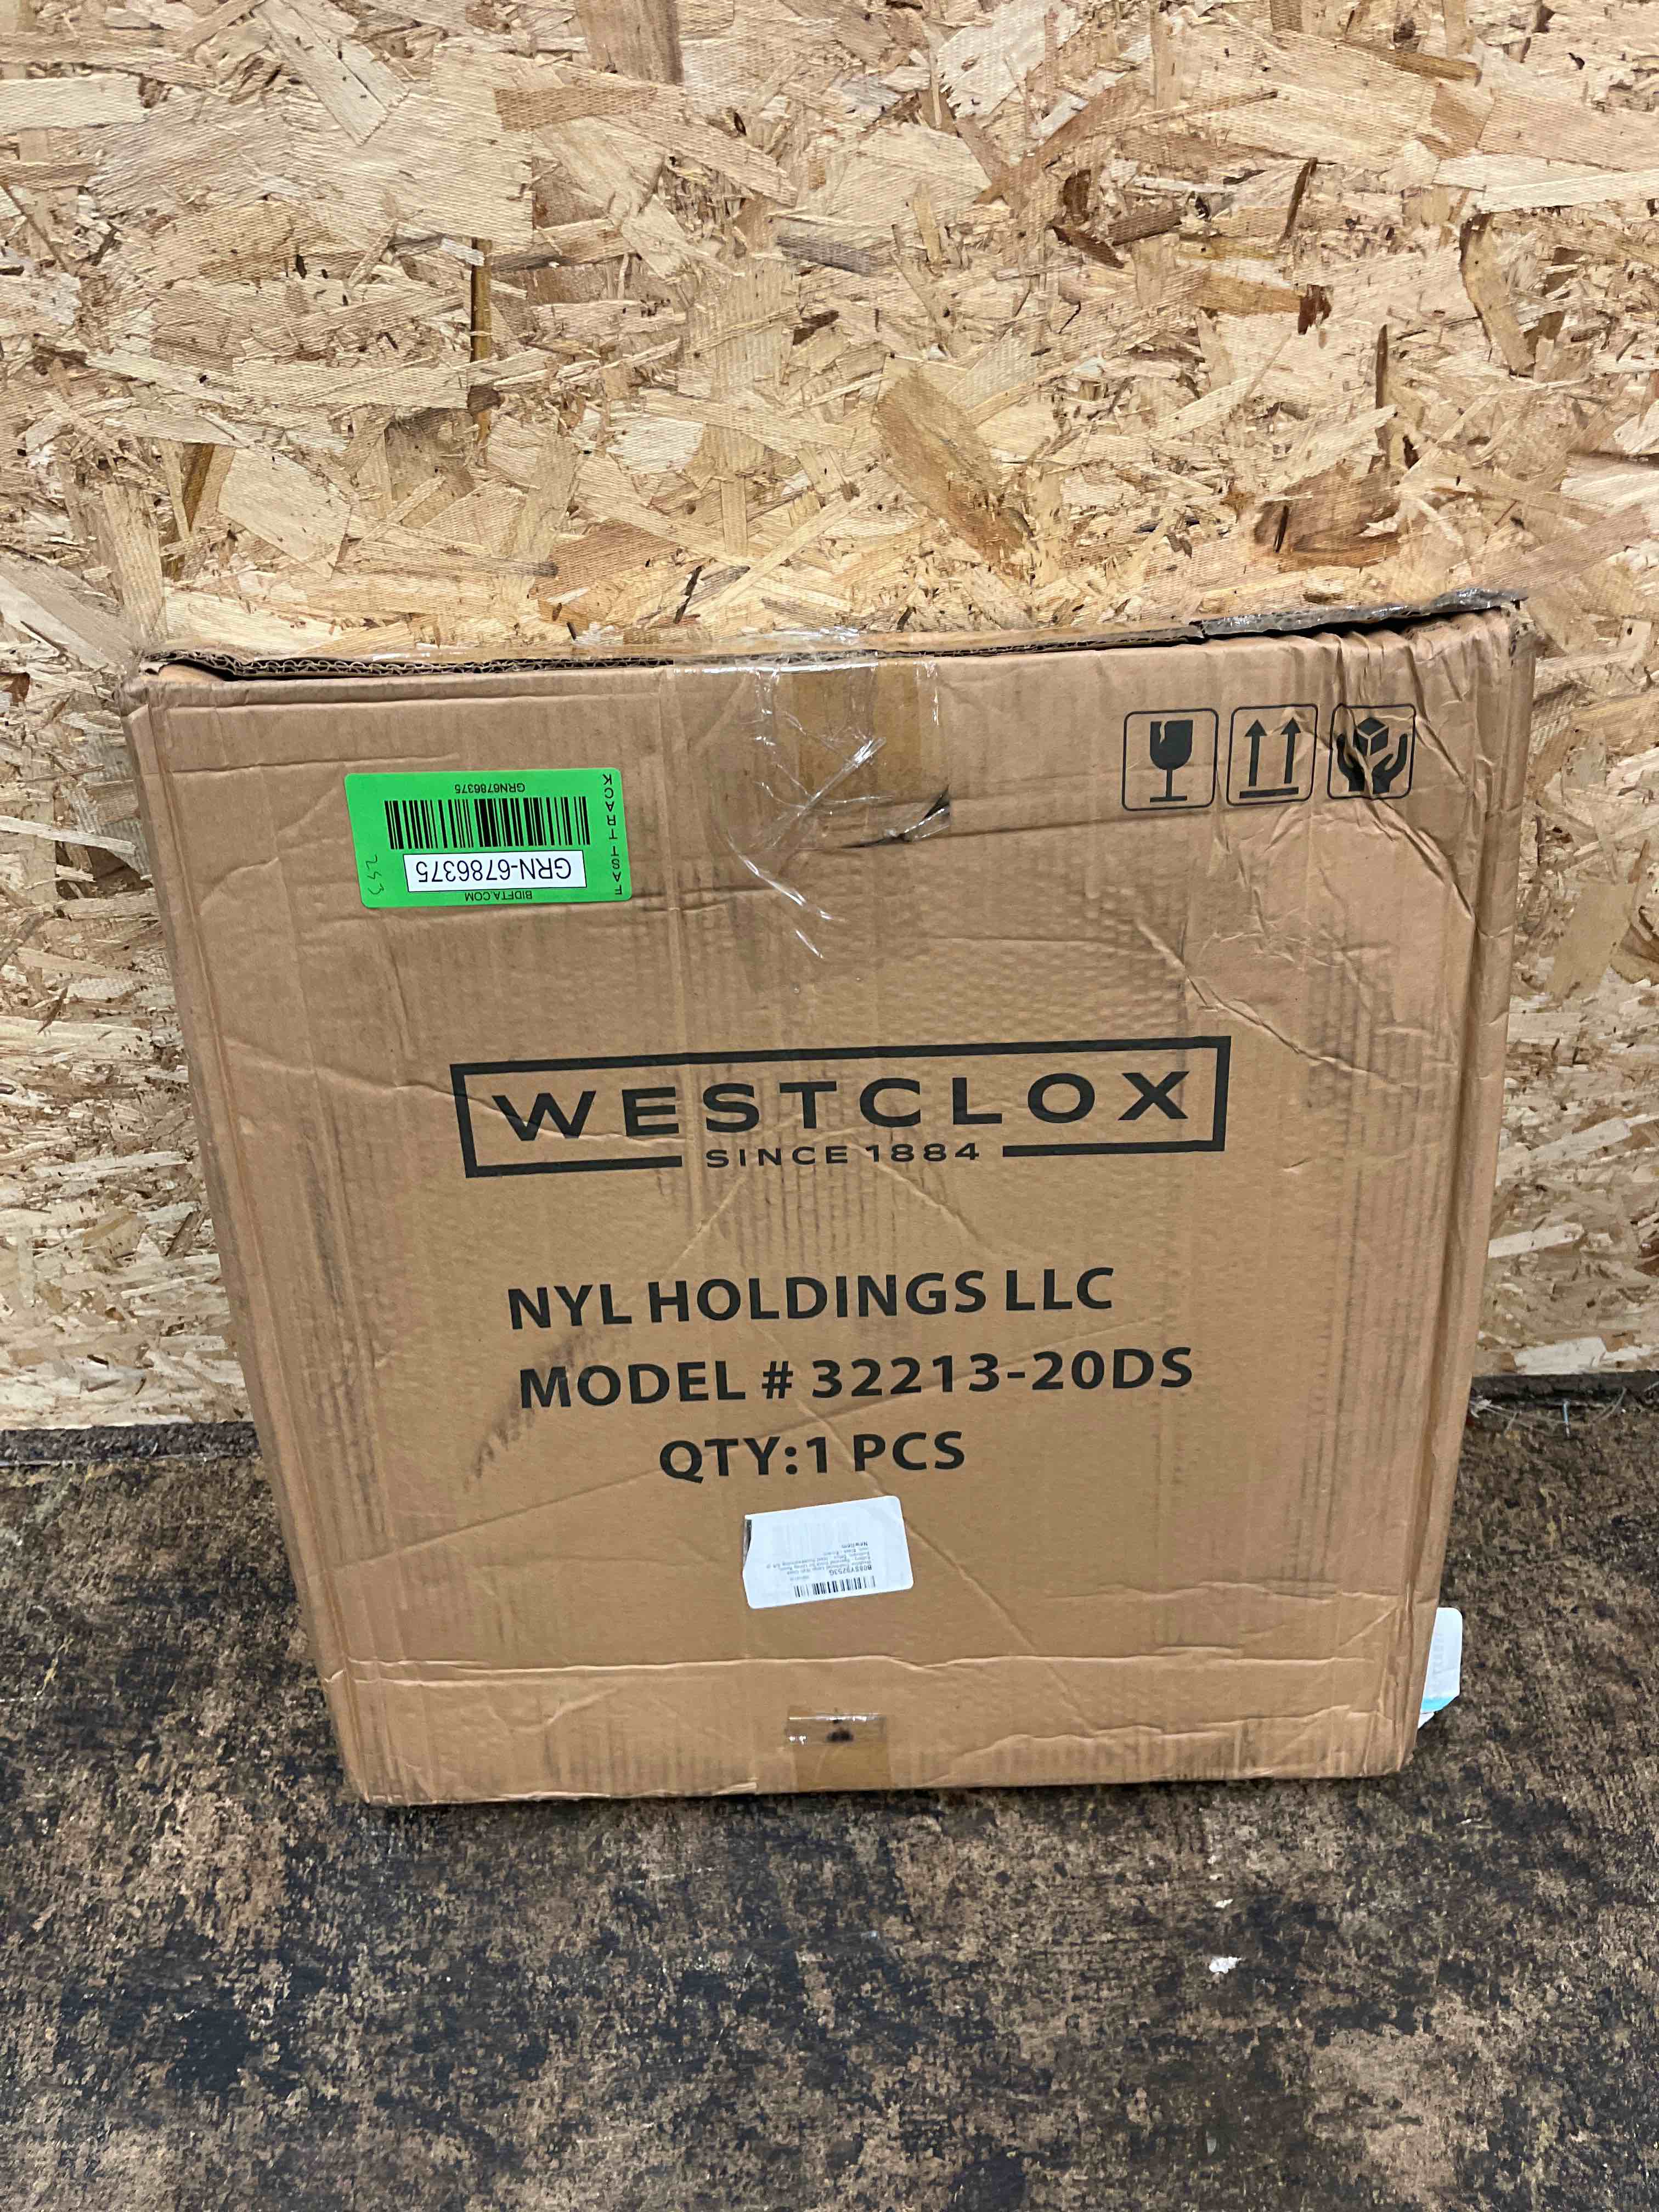 BIDFTA.COM
GRN-6786375
GRN6786375
FAST TRACK
253
WESTCLOX
SINCE 1884
NYL HOLDINGS LLC
MODEL # 32213-20DS
QTY:1 PCS